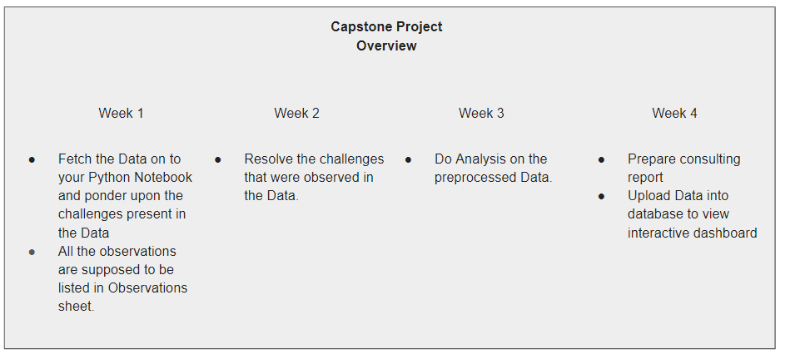 Capstone Project
Overview
Week 1
Week 2
Week 3
Week 4
● Fetch the Data on to
your Python Notebook
and ponder upon the
challenges present in
the Data
● All the observations
are supposed to be
listed in Observations
sheet.
● Resolve the challenges
that were observed in
the Data.
● Do Analysis on the
preprocessed Data.
● Prepare consulting
report
● Upload Data into
database to view
interactive dashboard